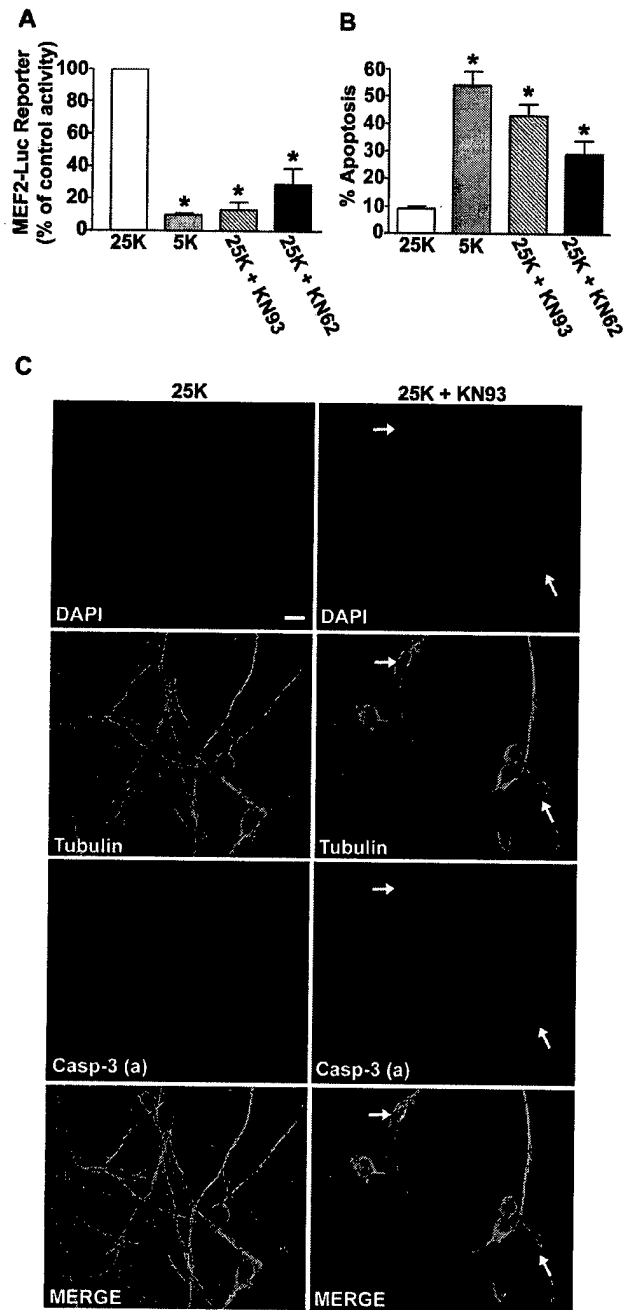 A
MEF2-Luc Reporter
(% of control activity)
100
80
60
40
20
0
*
*
*
25K
5K
25K + KN93
25K + KN62
B
% Apoptosis
60
50
40
30
20
10
0
*
*
*
25K
5K
25K + KN93
25K + KN62
C
25K
25K + KN93
DAPI
DAPI
Tubulin
Tubulin
Casp-3 (a)
Casp-3 (a)
MERGE
MERGE